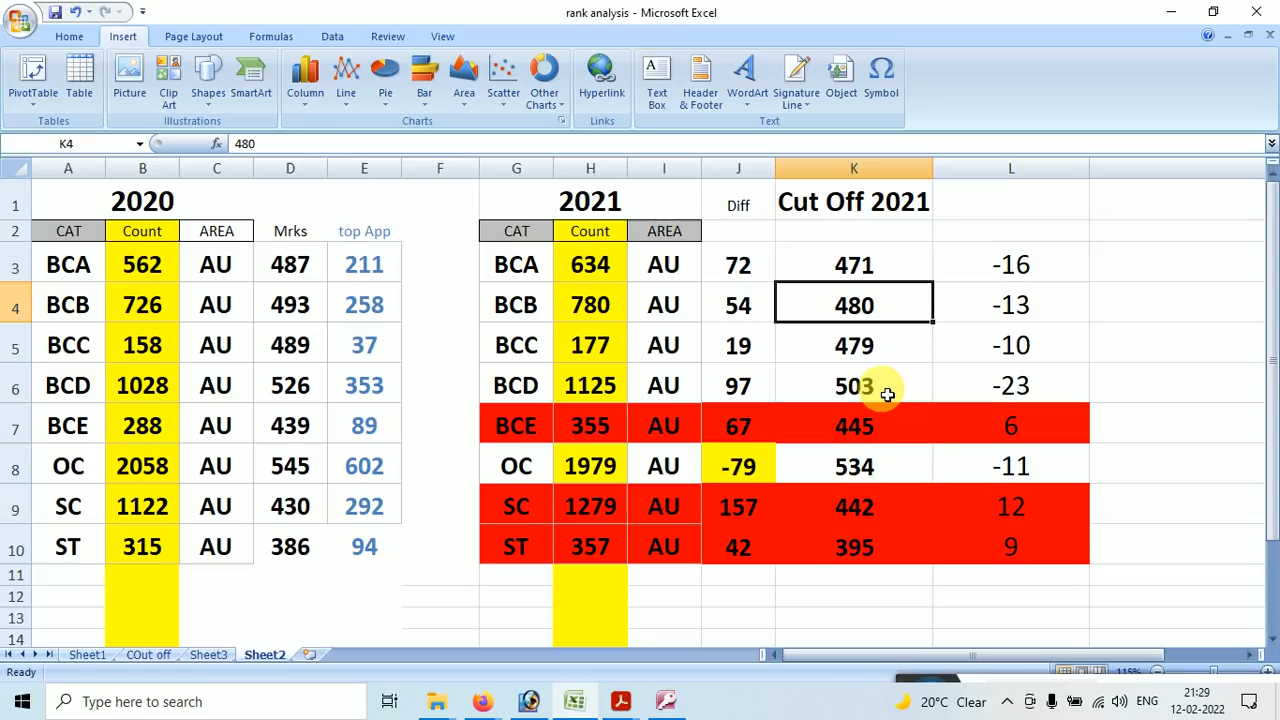 rank analysis - Microsoft Excel
Home Insert Page Layout Formulas Data Review View
PivotTable Table Picture Clip Art Shapes SmartArt Column Line Pie Bar Area Scatter Other Charts Hyperlink Text Box Header & Footer WordArt Signature Line Object Symbol
Tables Illustrations Charts Links Text
K4 fx 480
A B C D E F G H I J K L
1 2020 2021 Diff Cut Off 2021
2 CAT Count AREA Mrks top App CAT Count AREA
3 BCA 562 AU 487 211 BCA 634 AU 72 471 -16
4 BCB 726 AU 493 258 BCB 780 AU 54 480 -13
5 BCC 158 AU 489 37 BCC 177 AU 19 479 -10
6 BCD 1028 AU 526 353 BCD 1125 AU 97 503 -23
7 BCE 288 AU 439 89 BCE 355 AU 67 445 6
8 OC 2058 AU 545 602 OC 1979 AU -79 534 -11
9 SC 1122 AU 430 292 SC 1279 AU 157 442 12
10 ST 315 AU 386 94 ST 357 AU 42 395 9
11
12
13
14
Sheet1 COut off Sheet3 Sheet2
Ready 115%
Type here to search 20°C Clear ENG 21:29
12-02-2022